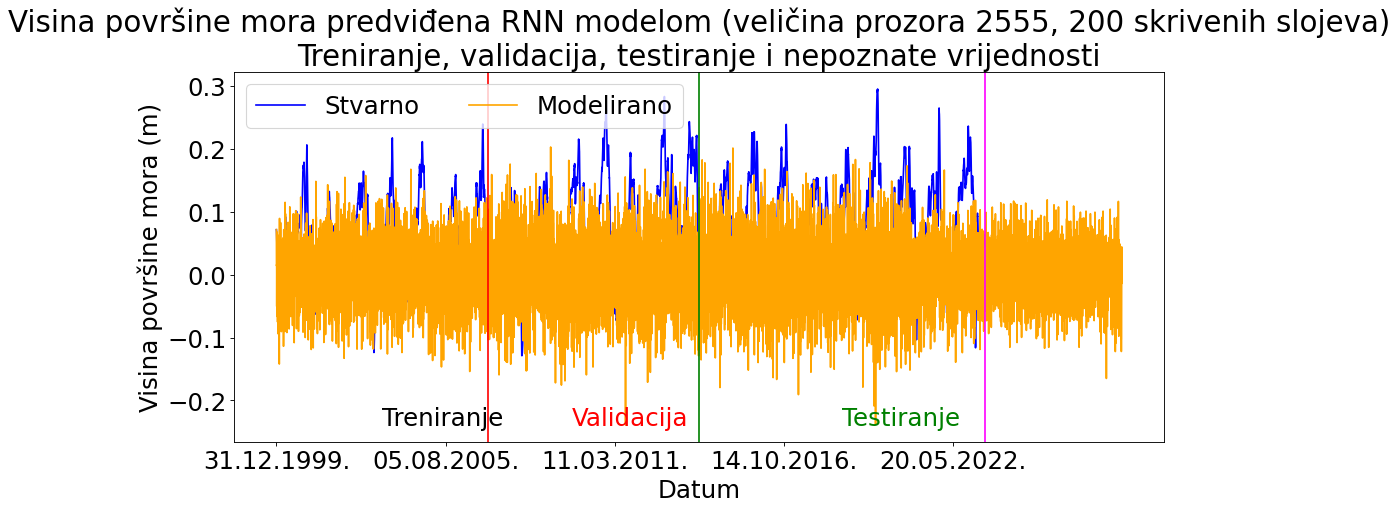 Visina površine mora predviđena RNN modelom (veličina prozora 2555, 200 skrivenih slojeva)
Treniranje, validacija, testiranje i nepoznate vrijednosti
Stvarno
Modelirano
Visina površine mora (m)
0.3
0.2
0.1
0.0
−0.1
−0.2
Treniranje
Validacija
Testiranje
31.12.1999.
05.08.2005.
11.03.2011.
14.10.2016.
20.05.2022.
Datum